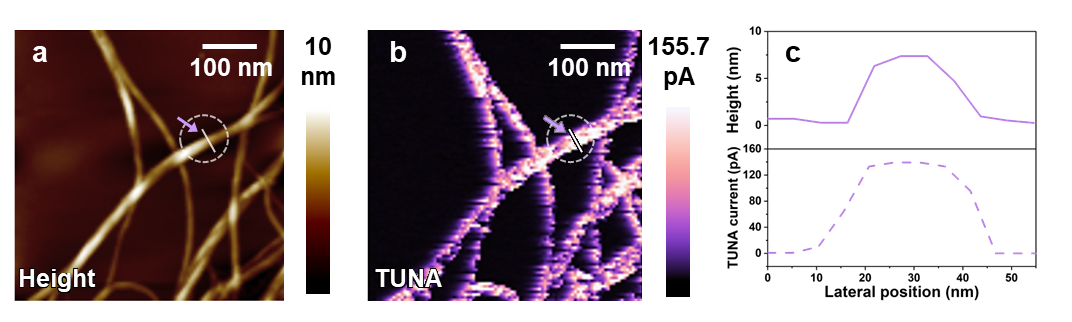 a
100 nm
Height
10
nm
b
100 nm
TUNA
155.7
pA
c
Height (nm)
10
5
0
TUNA current (pA)
160
120
80
40
0
0 10 20 30 40 50
Lateral position (nm)